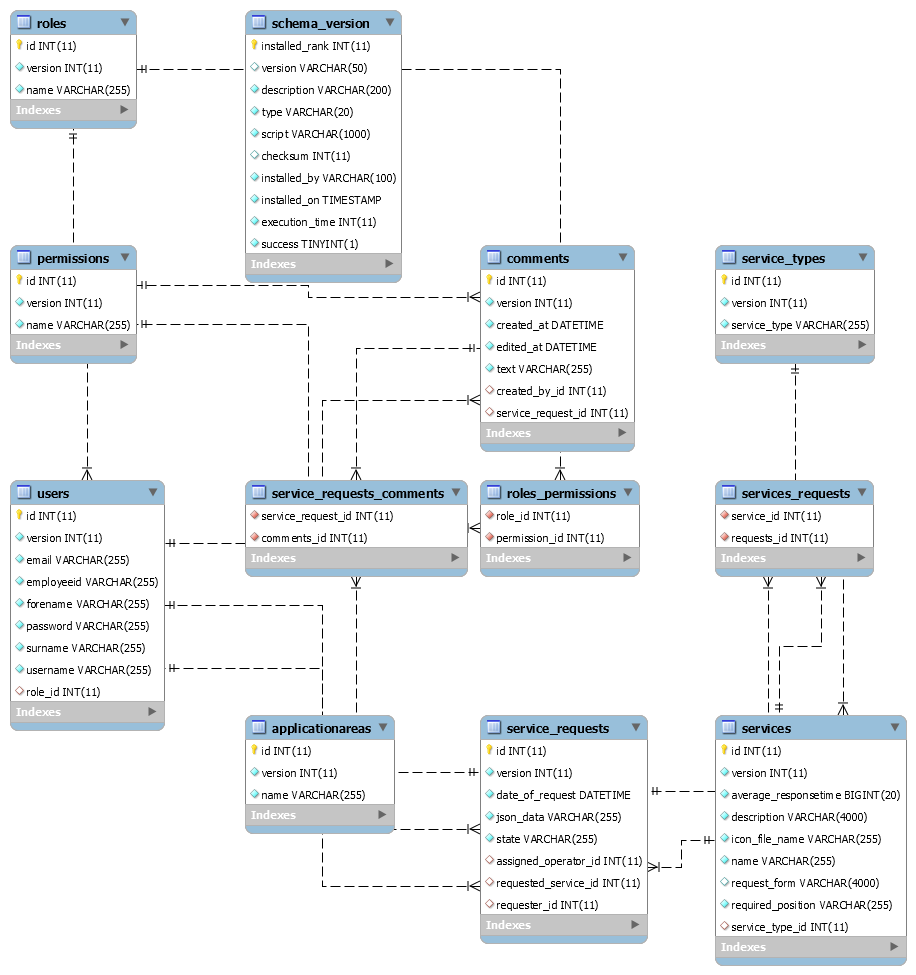 roles
id INT(11)
version INT(11)
name VARCHAR(255)
Indexes
schema_version
installed_rank INT(11)
version VARCHAR(50)
description VARCHAR(200)
type VARCHAR(20)
script VARCHAR(1000)
checksum INT(11)
installed_by VARCHAR(100)
installed_on TIMESTAMP
execution_time INT(11)
success TINYINT(1)
Indexes
permissions
id INT(11)
version INT(11)
name VARCHAR(255)
Indexes
comments
id INT(11)
version INT(11)
created_at DATETIME
edited_at DATETIME
text VARCHAR(255)
created_by_id INT(11)
service_request_id INT(11)
Indexes
service_types
id INT(11)
version INT(11)
service_type VARCHAR(255)
Indexes
users
id INT(11)
version INT(11)
email VARCHAR(255)
employeeid VARCHAR(255)
forename VARCHAR(255)
password VARCHAR(255)
surname VARCHAR(255)
username VARCHAR(255)
role_id INT(11)
Indexes
service_requests_comments
service_request_id INT(11)
comments_id INT(11)
Indexes
roles_permissions
role_id INT(11)
permission_id INT(11)
Indexes
services_requests
service_id INT(11)
requests_id INT(11)
Indexes
applicationareas
id INT(11)
version INT(11)
name VARCHAR(255)
Indexes
service_requests
id INT(11)
version INT(11)
date_of_request DATETIME
json_data VARCHAR(255)
state VARCHAR(255)
assigned_operator_id INT(11)
requested_service_id INT(11)
requester_id INT(11)
Indexes
services
id INT(11)
version INT(11)
average_responsetime BIGINT(20)
description VARCHAR(4000)
icon_file_name VARCHAR(255)
name VARCHAR(255)
request_form VARCHAR(4000)
required_position VARCHAR(255)
service_type_id INT(11)
Indexes